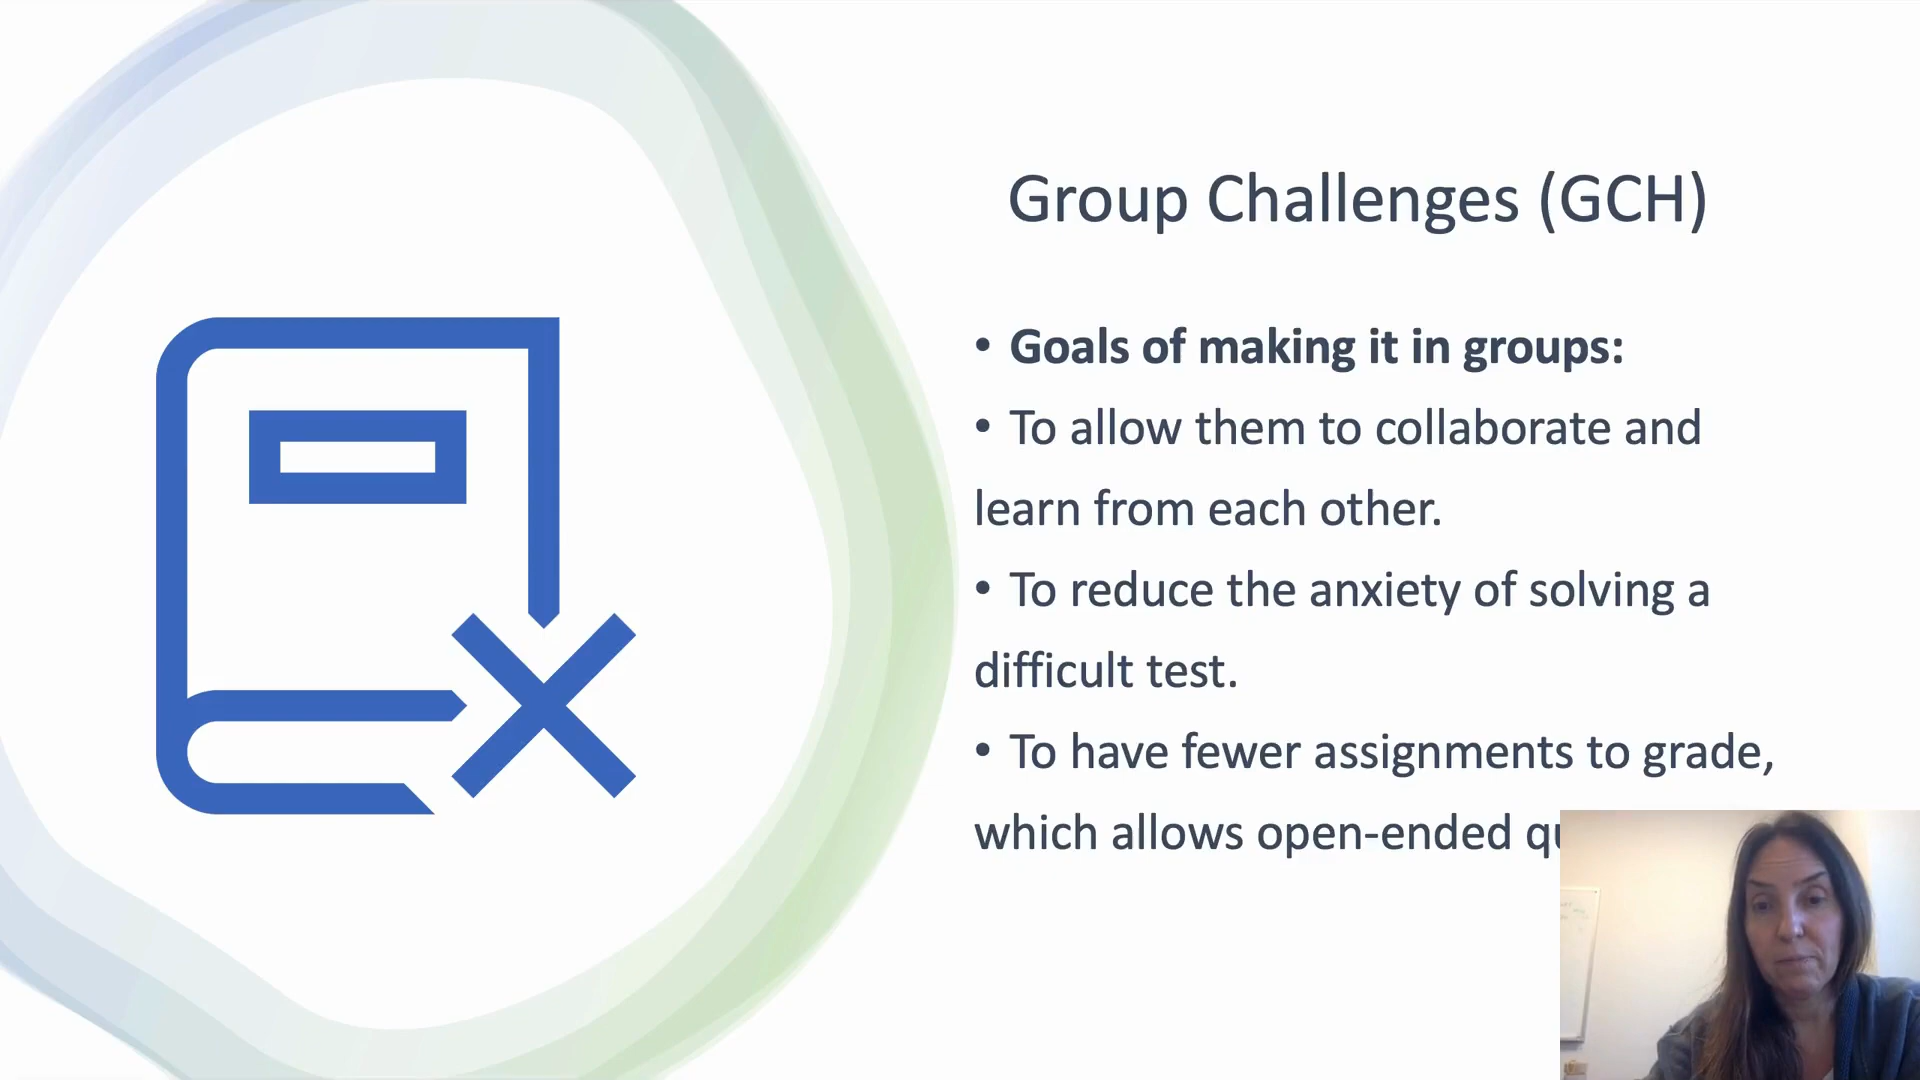 Group Challenges (GCH)
• Goals of making it in groups:
• To allow them to collaborate and
learn from each other.
• To reduce the anxiety of solving a
difficult test.
• To have fewer assignments to grade,
which allows open-ended